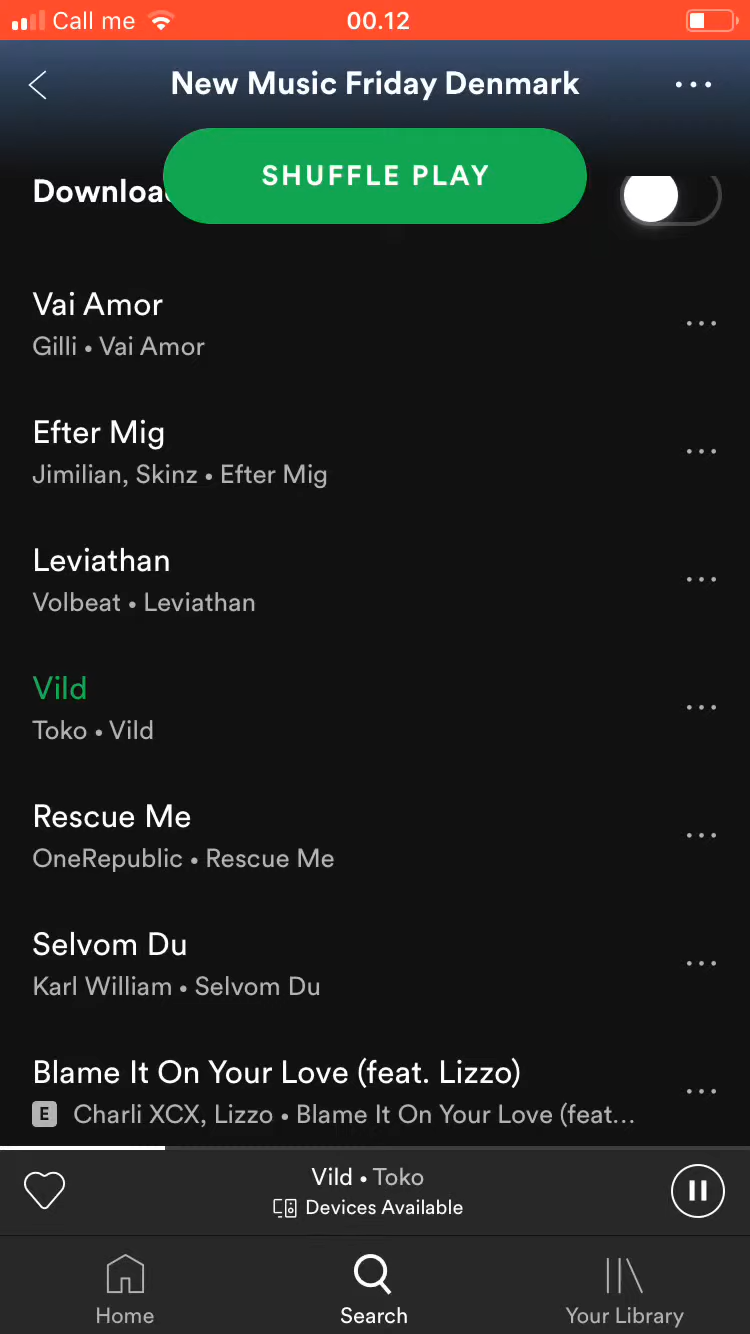 Call me 00.12
New Music Friday Denmark
SHUFFLE PLAY
Vai Amor
Gilli • Vai Amor
Efter Mig
Jimilian, Skinz • Efter Mig
Leviathan
Volbeat • Leviathan
Vild
Toko • Vild
Rescue Me
OneRepublic • Rescue Me
Selvom Du
Karl William • Selvom Du
Blame It On Your Love (feat. Lizzo)
E Charli XCX, Lizzo • Blame It On Your Love (feat...
Vild • Toko
Devices Available
Home Search Your Library